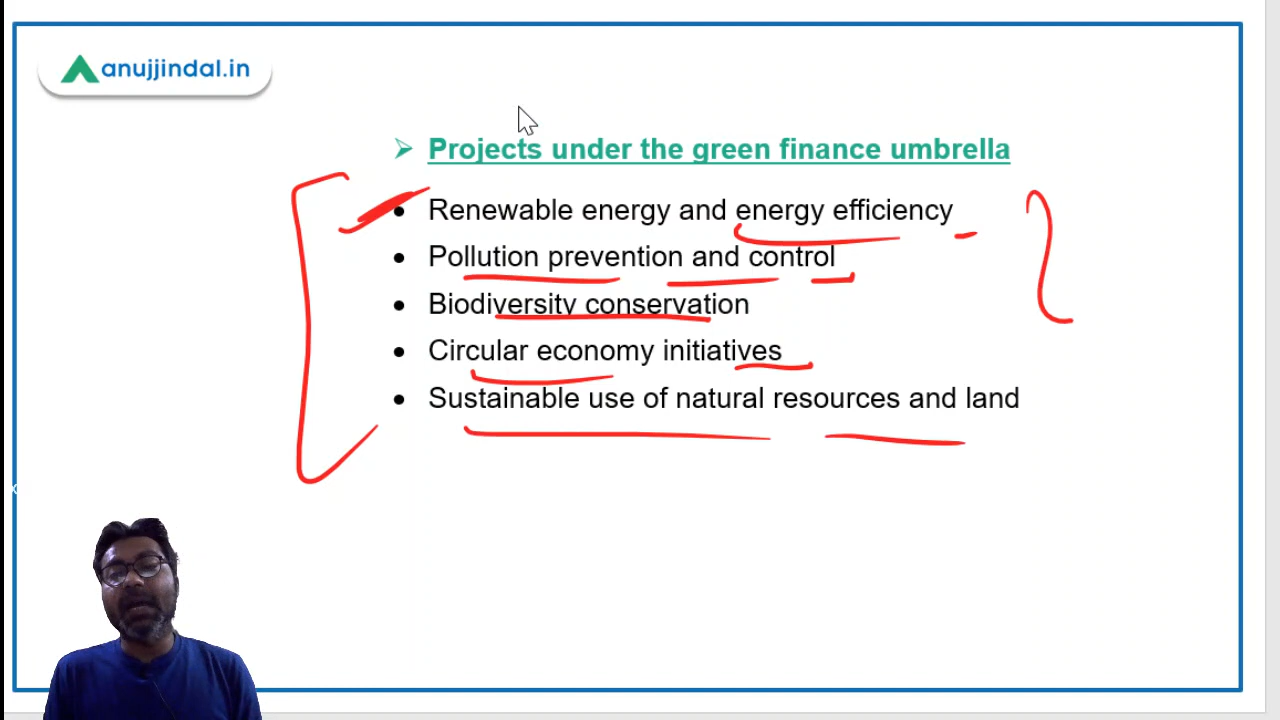 anujjindal.in
Projects under the green finance umbrella
Renewable energy and energy efficiency
Pollution prevention and control
Biodiversity conservation
Circular economy initiatives
Sustainable use of natural resources and land